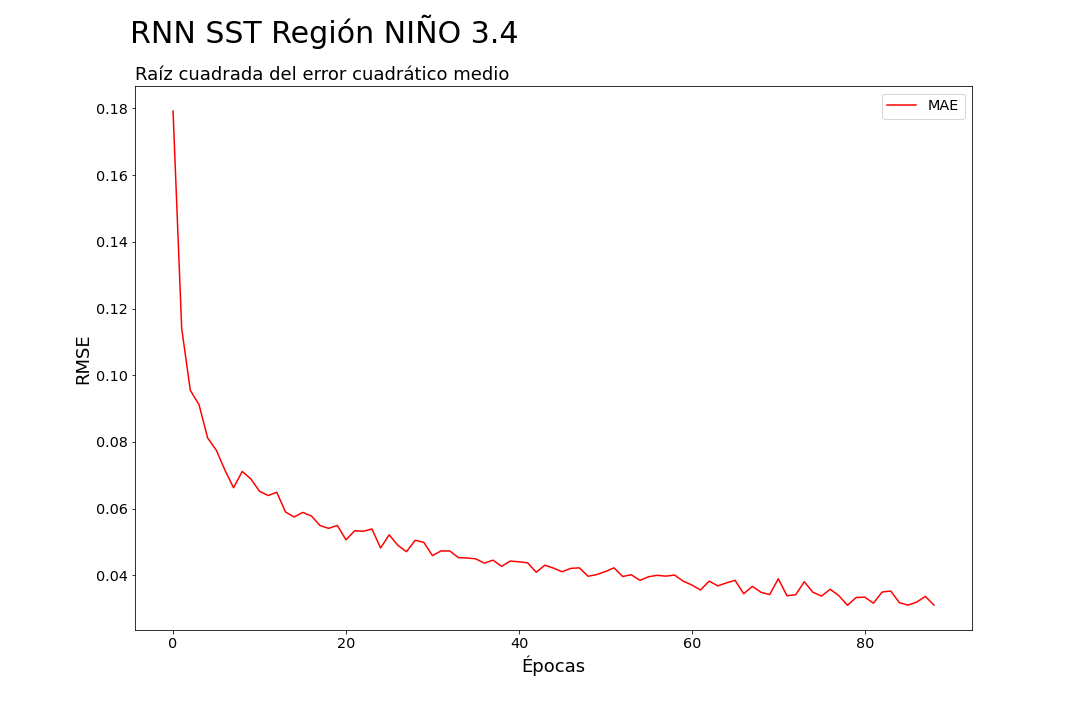 RNN SST Región NIÑO 3.4
Raíz cuadrada del error cuadrático medio
MAE
0.18
0.16
0.14
0.12
0.10
0.08
0.06
0.04
RMSE
0 20 40 60 80
Épocas